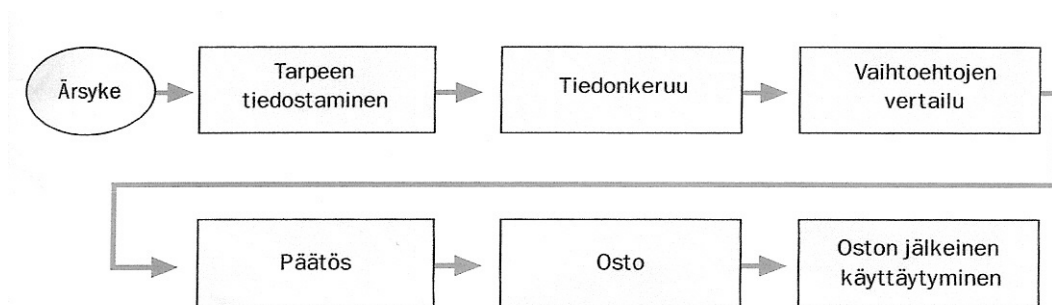 Ärsyke
Tarpeen
tiedostaminen
Tiedonkeruu
Vaihtoehtojen
vertailu
Päätös
Osto
Oston jälkeinen
käyttäytyminen